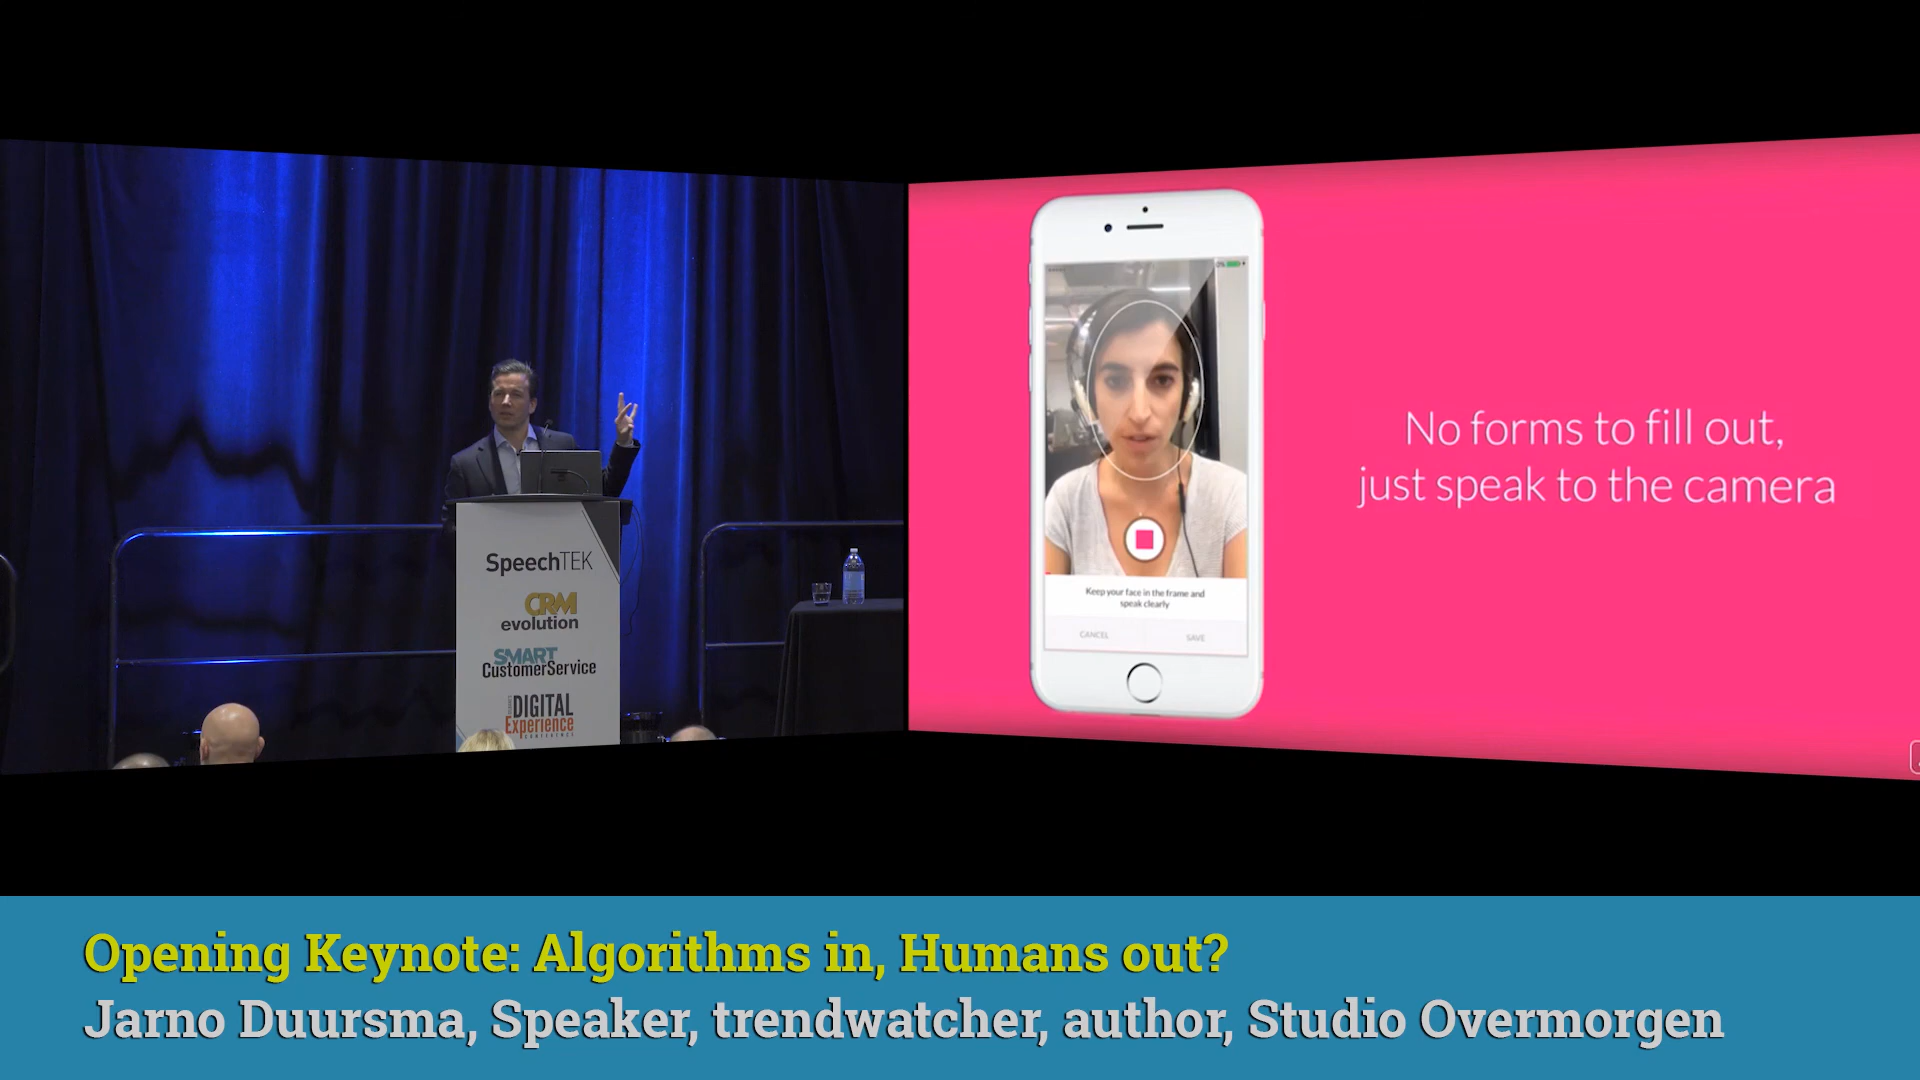 SpeechTEK
CRM
evolution
SMART
CustomerService
DIGITAL
Experience
CONFERENCE
No forms to fill out,
just speak to the camera
Keep your face in the frame and
speak clearly
CANCEL
SAVE
Opening Keynote: Algorithms in, Humans out?
Jarno Duursma, Speaker, trendwatcher, author, Studio Overmorgen